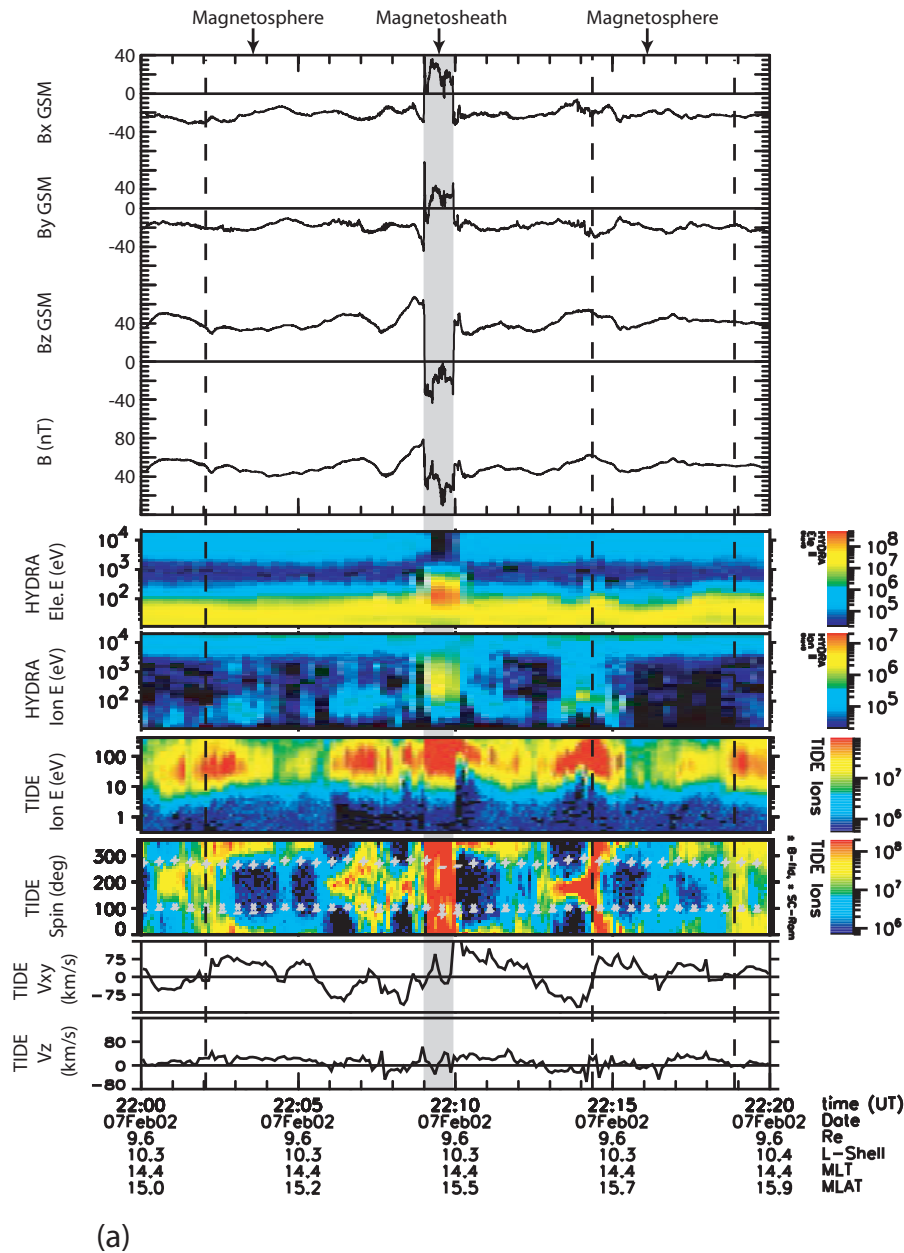 Magnetosphere Magnetosheath Magnetosphere
40
0
-40
Bx GSM
40
0
-40
By GSM
40
0
-40
Bz GSM
80
40
B (nT)
HYDRA
Ele. E (eV)
10^4
10^3
10^2
10^8
10^7
10^6
10^5
HYDRA
HYDRA
Ion E (eV)
10^4
10^3
10^2
10^7
10^6
10^5
HYDRA
TIDE
Ion E (eV)
100
10
1
TIDE Ions
10^7
10^6
TIDE
Spin (deg)
300
200
100
0
TIDE Ions
10^8
10^7
10^6
TIDE
Vxy
(km/s)
75
0
-75
TIDE
Vz
(km/s)
80
0
-80
22:00 22:05 22:10 22:15 22:20 time (UT)
07Feb02 07Feb02 07Feb02 07Feb02 07Feb02 Date
9.6 9.6 9.6 9.6 9.6 Re
10.3 10.3 10.3 10.3 10.4 L-Shell
14.4 14.4 14.4 14.4 14.4 MLT
15.0 15.2 15.5 15.7 15.9 MLAT
(a)